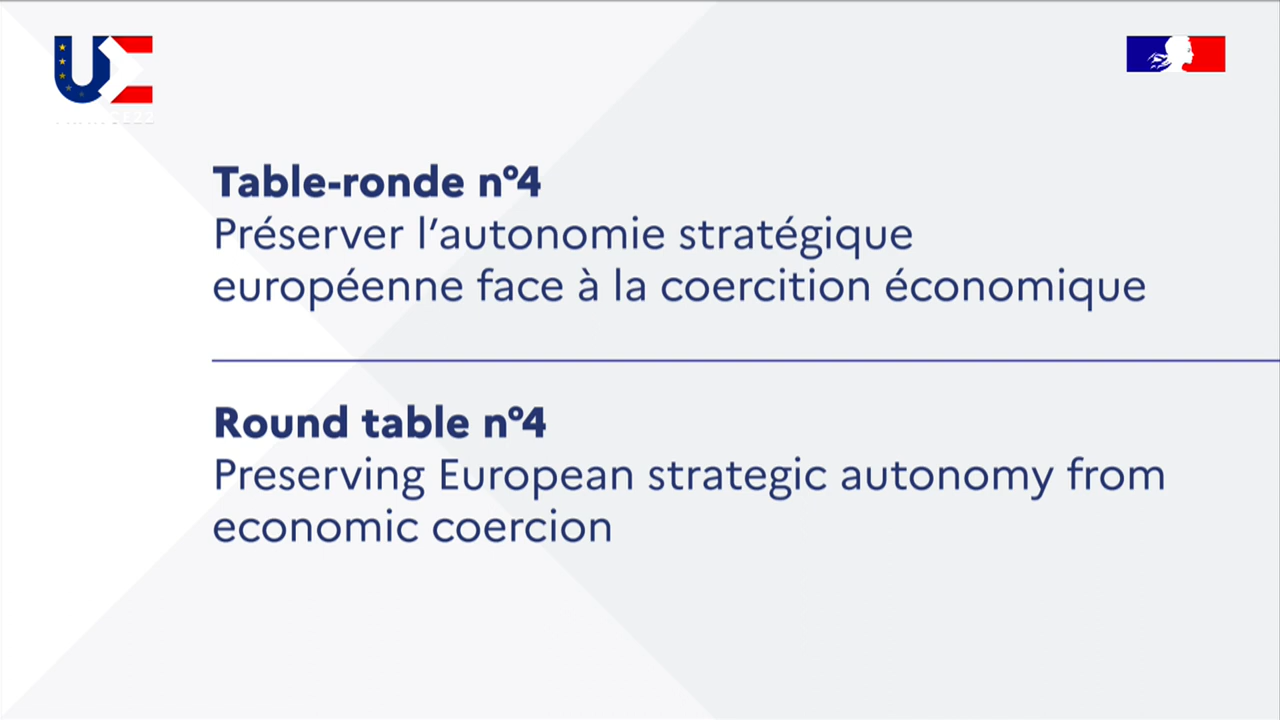 UE
Table-ronde n°4
Préserver l’autonomie stratégique
européenne face à la coercition économique
Round table n°4
Preserving European strategic autonomy from
economic coercion